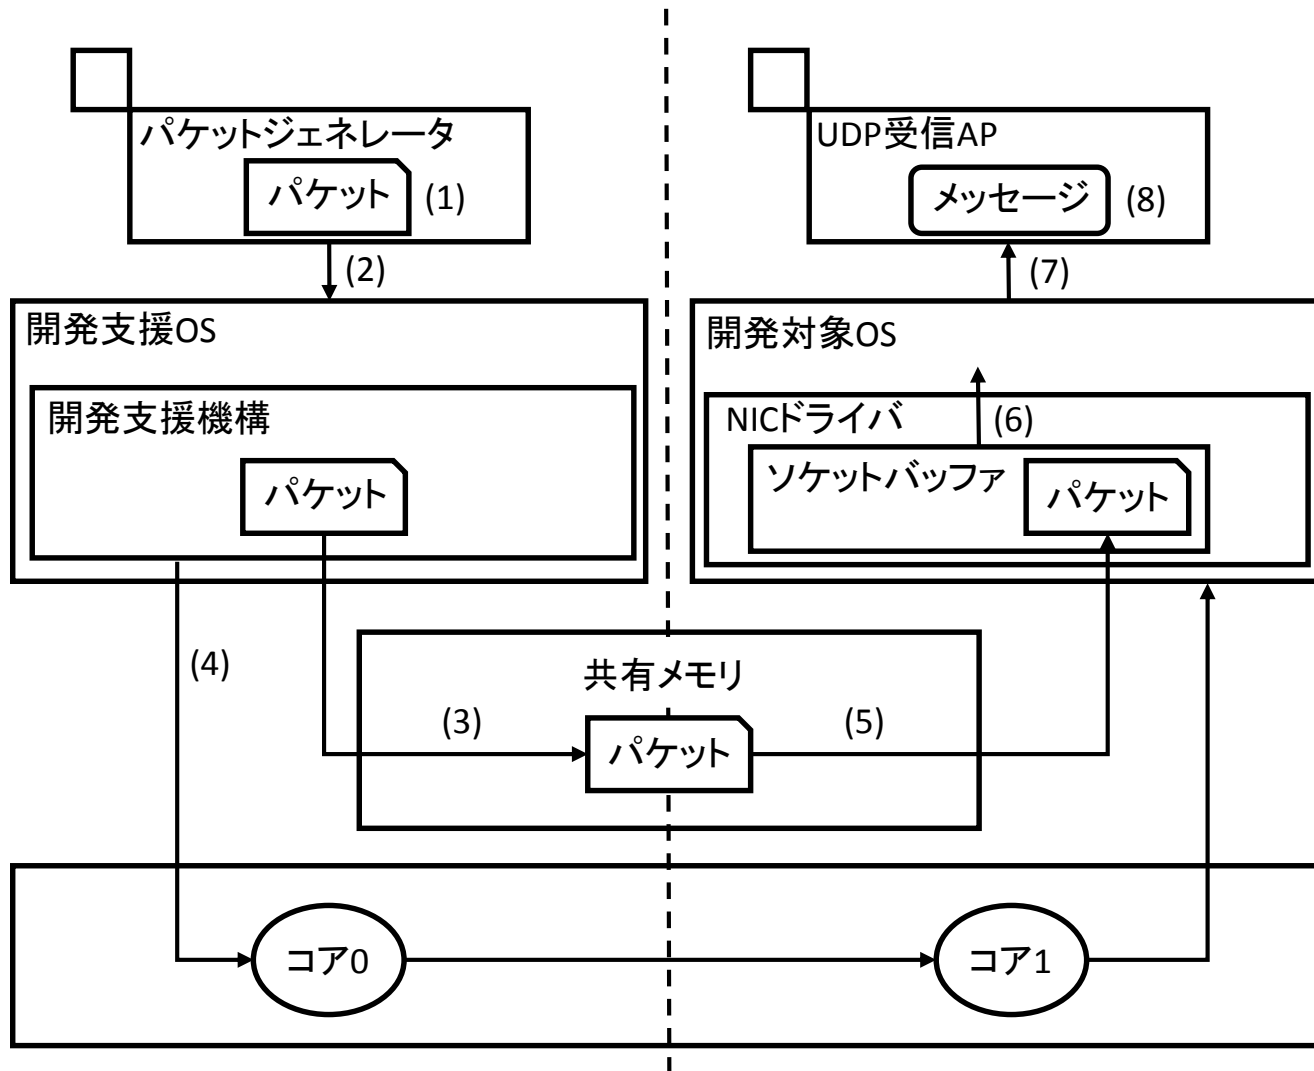 パケットジェネレータ
パケット (1)
(2)
開発支援OS
開発支援機構
パケット
(4)
UDP受信AP
メッセージ (8)
(7)
開発対象OS
NICドライバ (6)
ソケットバッファ
パケット
共有メモリ
(3) パケット (5)
コア0
コア1